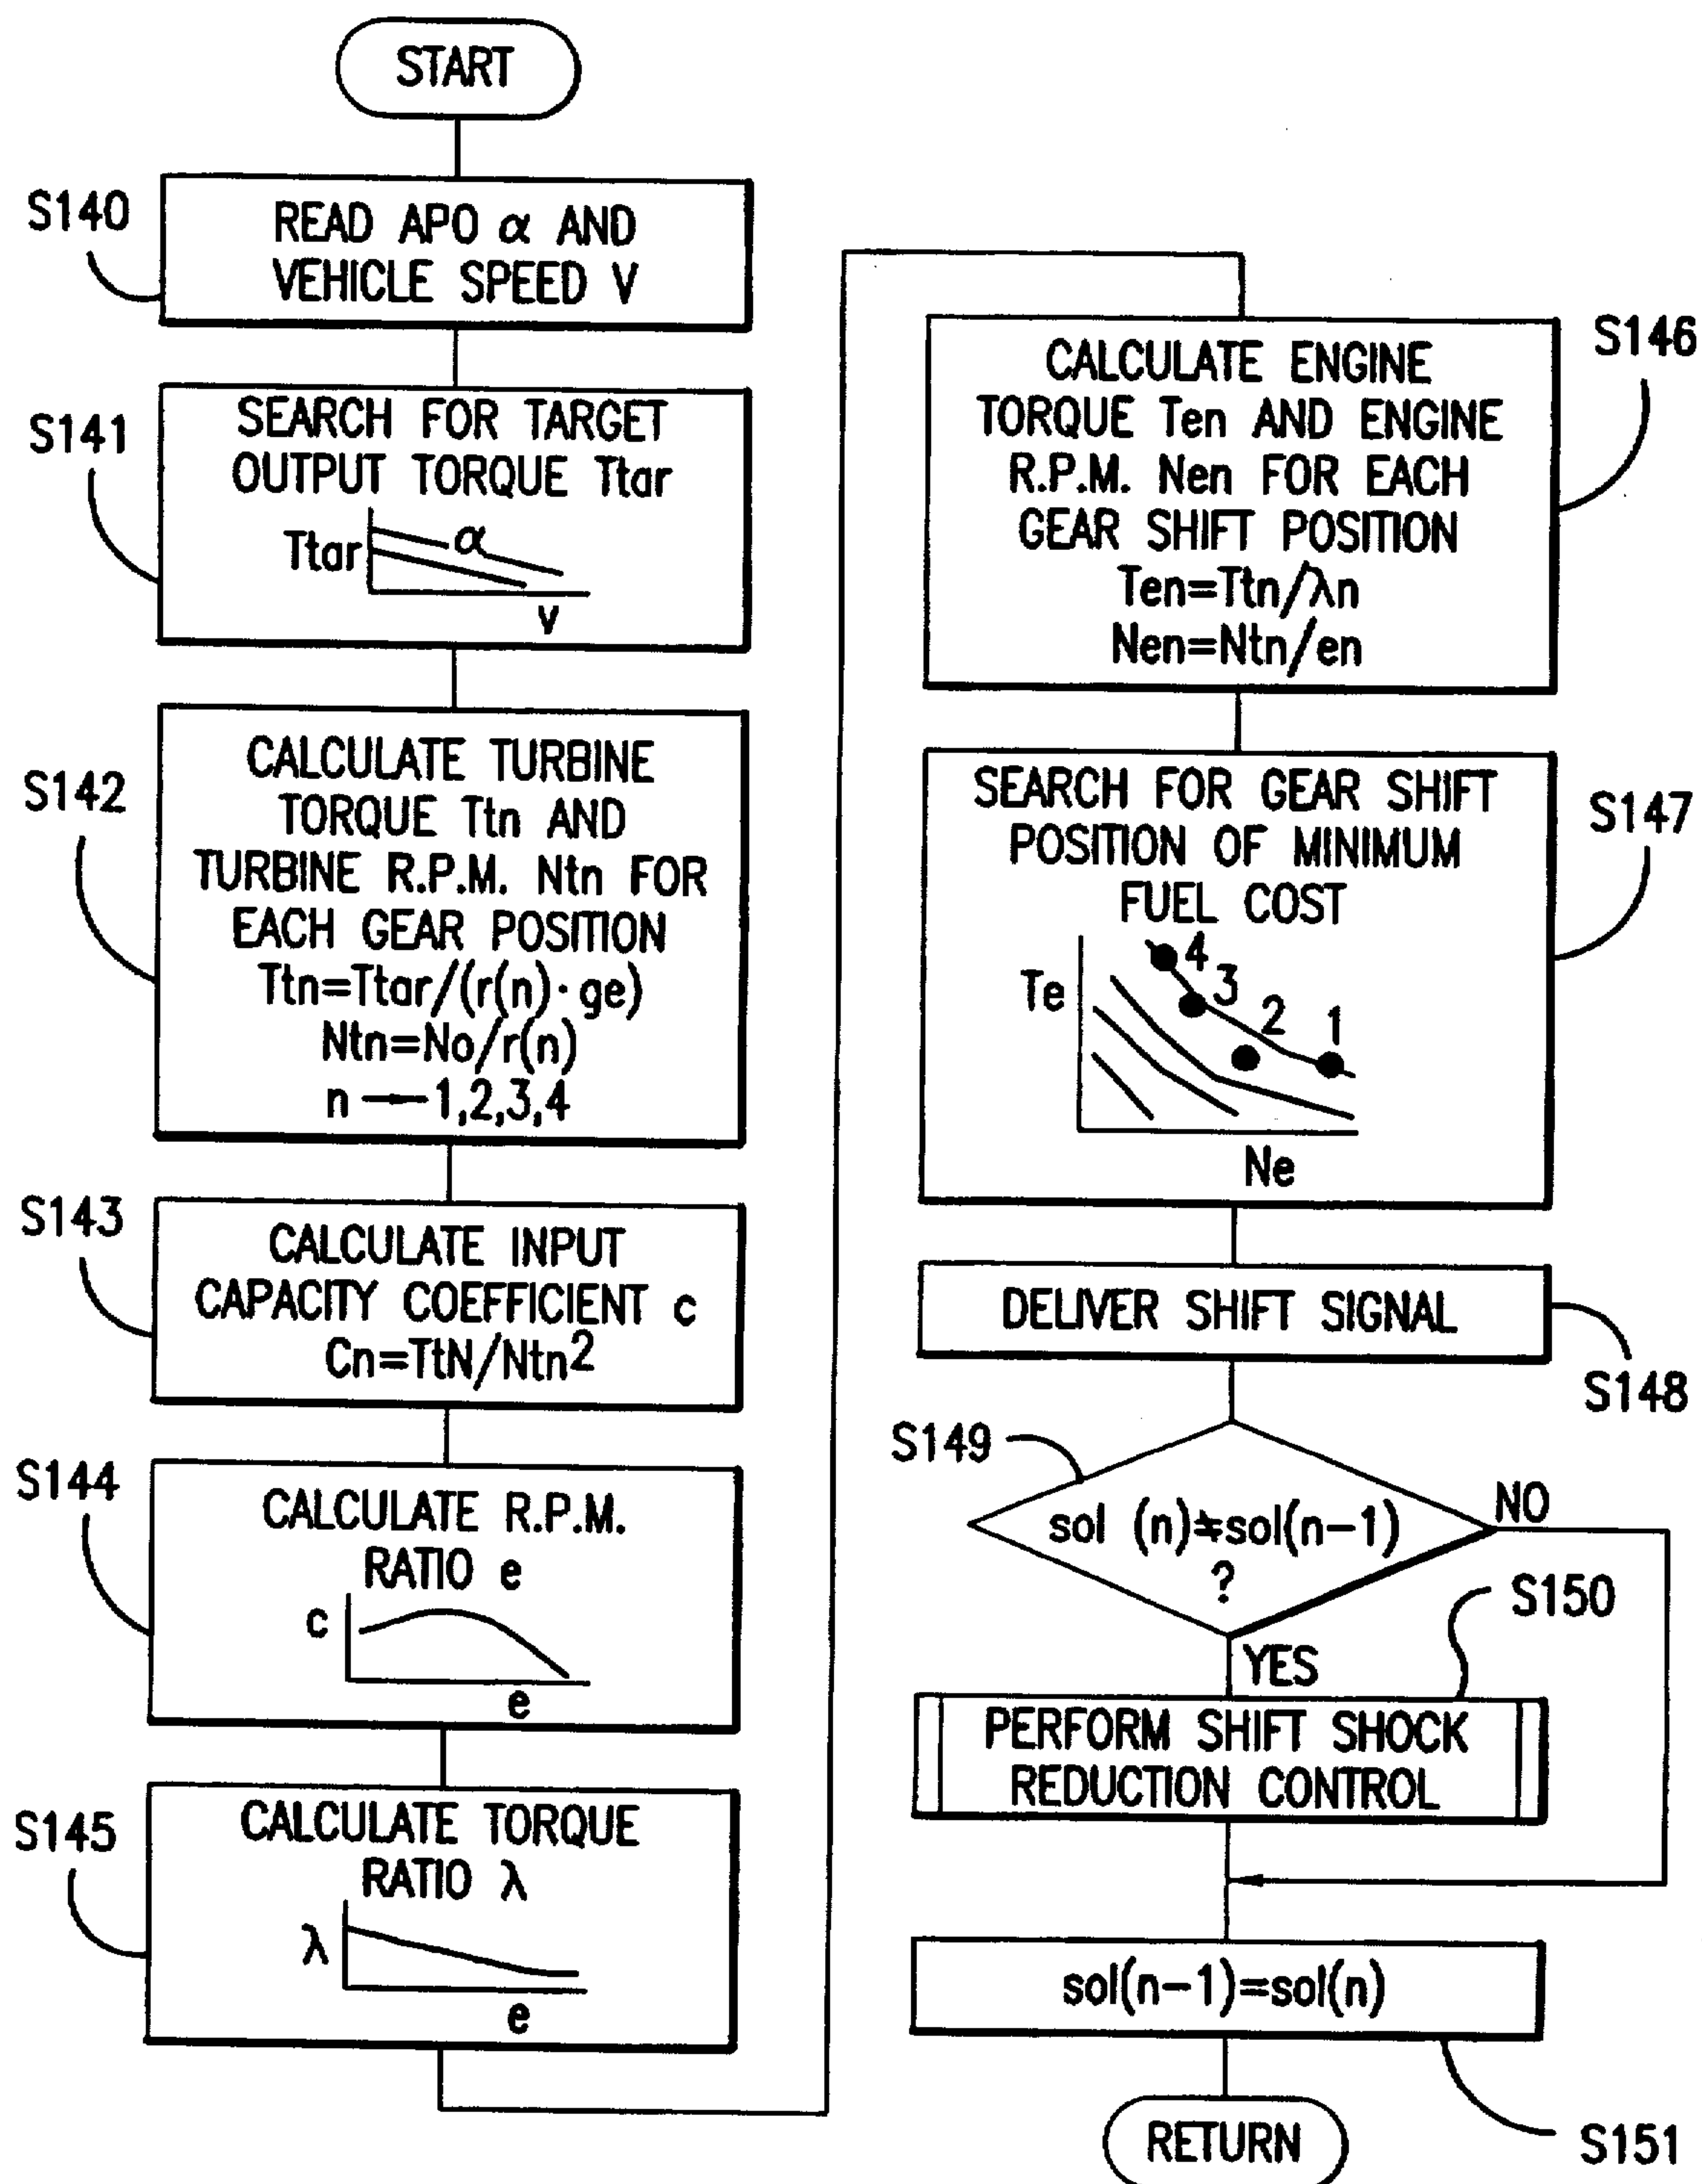 START
S140
READ APO α AND
VEHICLE SPEED V
S141
SEARCH FOR TARGET
OUTPUT TORQUE Ttar
Ttar
α
V
S142
CALCULATE TURBINE
TORQUE Ttn AND
TURBINE R.P.M. Ntn FOR
EACH GEAR POSITION
Ttn=Ttar/(r(n)·ge)
Ntn=No/r(n)
n→1,2,3,4
S143
CALCULATE INPUT
CAPACITY COEFFICIENT c
Cn=TtN/Ntn²
S144
CALCULATE R.P.M.
RATIO e
c
e
S145
CALCULATE TORQUE
RATIO λ
λ
e
S146
CALCULATE ENGINE
TORQUE Ten AND ENGINE
R.P.M. Nen FOR EACH
GEAR SHIFT POSITION
Ten=Ttn/λn
Nen=Ntn/en
S147
SEARCH FOR GEAR SHIFT
POSITION OF MINIMUM
FUEL COST
Te
4
3
2
1
Ne
DELIVER SHIFT SIGNAL
S148
S149
sol (n)≠sol(n-1)
?
NO
YES
S150
PERFORM SHIFT SHOCK
REDUCTION CONTROL
sol(n-1)=sol(n)
S151
RETURN